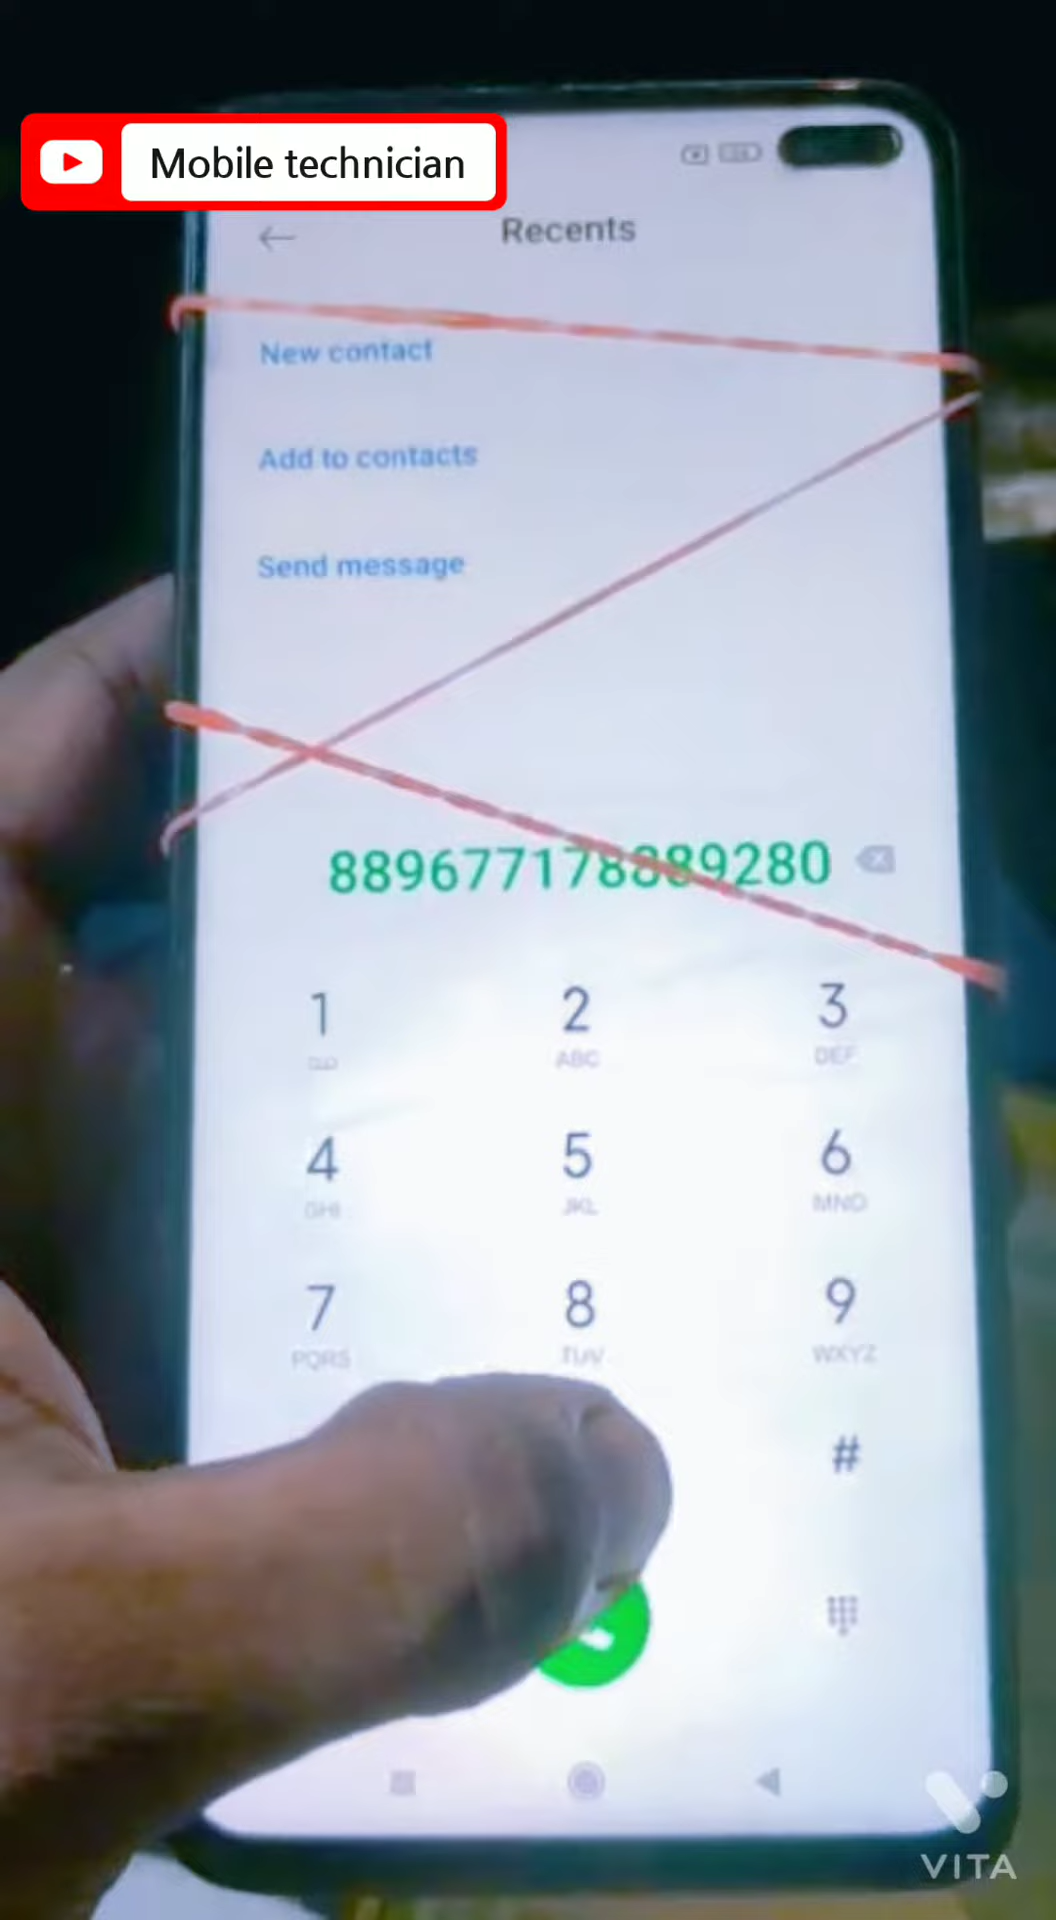 Mobile technician
Recents
New contact
Add to contacts
Send message
889677178889280
1 2 3
ABC DEF
4 5 6
GHI JKL MNO
7 8 9
PQRS TUV WXYZ
#
VITA